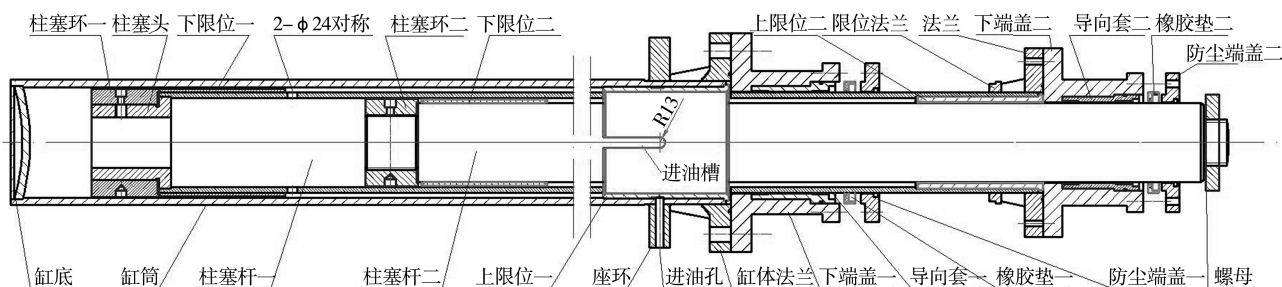 柱塞环一 柱塞头 下限位一 2-φ24对称 柱塞环二 下限位二 上限位二 限位法兰 法兰 下端盖二 导向套二 橡胶垫二
防尘端盖二
R13
进油槽
缸底 缸筒 柱塞杆一 柱塞杆二 上限位一 座环 进油孔 缸体法兰 下端盖一 导向套一 橡胶垫一 防尘端盖一 螺母